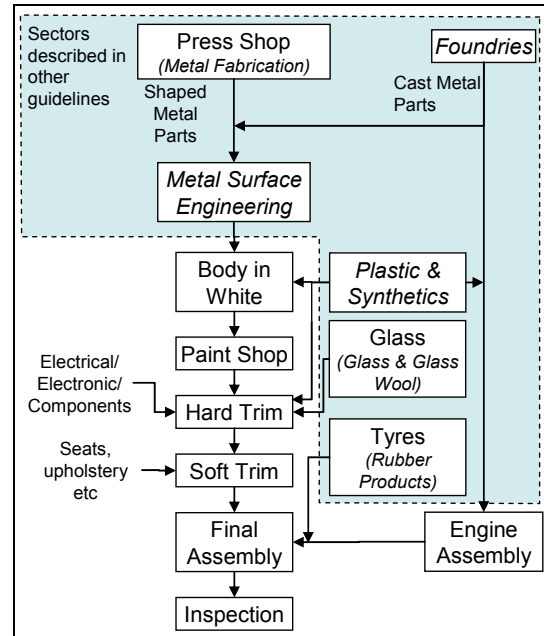 Sectors
described in
other
guidelines
Press Shop
(Metal Fabrication)
Foundries
Shaped
Metal
Parts
Cast Metal
Parts
Metal Surface
Engineering
Body in
White
Plastic &
Synthetics
Paint Shop
Glass
(Glass & Glass
Wool)
Electrical/
Electronic/
Components
Hard Trim
Seats,
upholstery
etc
Soft Trim
Tyres
(Rubber
Products)
Final
Assembly
Engine
Assembly
Inspection